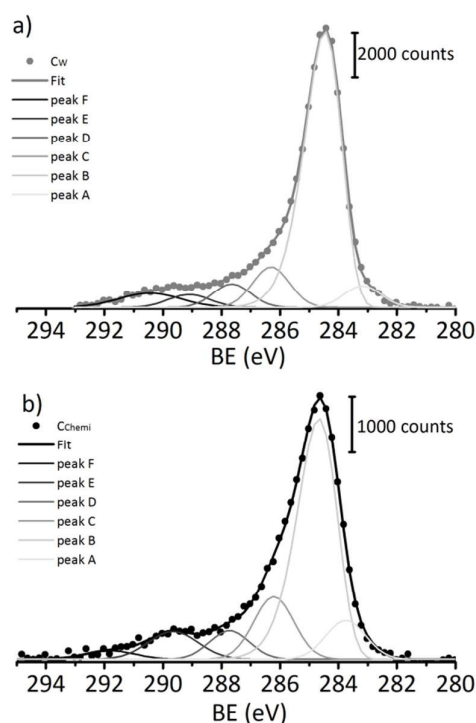 a)
Cw
Fit
peak F
peak E
peak D
peak C
peak B
peak A
2000 counts
294 292 290 288 286 284 282 280
BE (eV)
b)
CChemi
Fit
peak F
peak E
peak D
peak C
peak B
peak A
1000 counts
294 292 290 288 286 284 282 280
BE (eV)